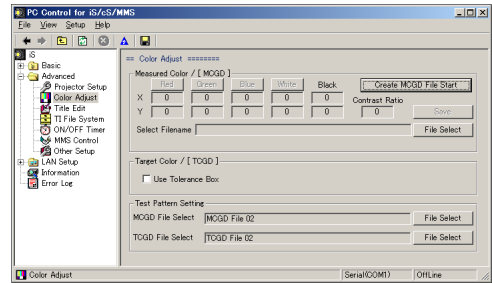 PC Control for iS/cS/MMS
File View Setup Help
iS
Basic
Advanced
Projector Setup
Color Adjust
Title Edit
TI File System
ON/OFF Timer
MMS Control
Other Setup
LAN Setup
Information
Error Log
== Color Adjust ========
Measured Color / [ MCGD ]
Red Green Blue White Black Create MCGD File Start
X 0 0 0 0 0 Contrast Ratio
Y 0 0 0 0 0 0 Save
Select Filename File Select
Target Color / [ TCGD ]
Use Tolerance Box
Test Pattern Setting
MCGD File Select MCGD File 02 File Select
TCGD File Select TCGD File 02 File Select
Color Adjust Serial(COM1) OffLine